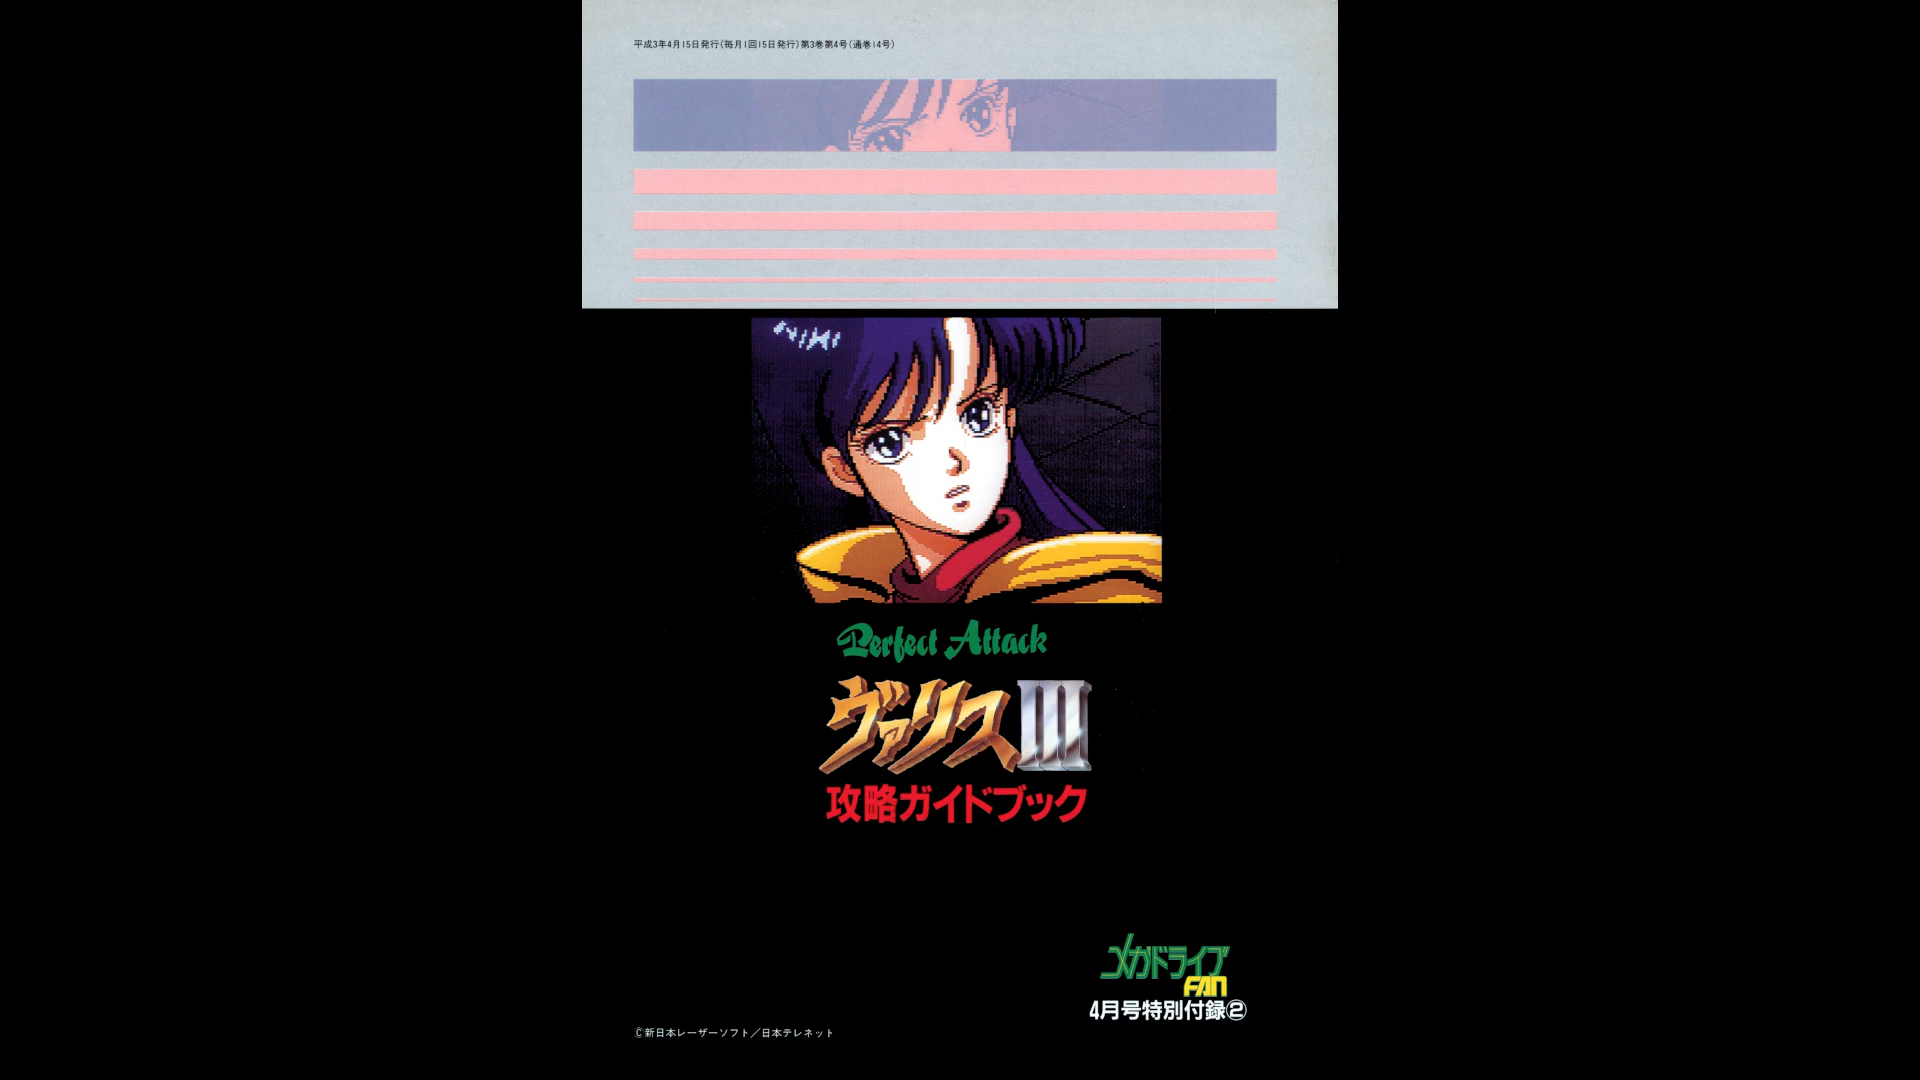 平成3年4月15日発行(毎月1回15日発行)第3巻第4号(通巻14号)
Perfect Attack
ヴァリスIII
攻略ガイドブック
メガドライブ
FAN
4月号特別付録②
©新日本レーザーソフト／日本テレネット